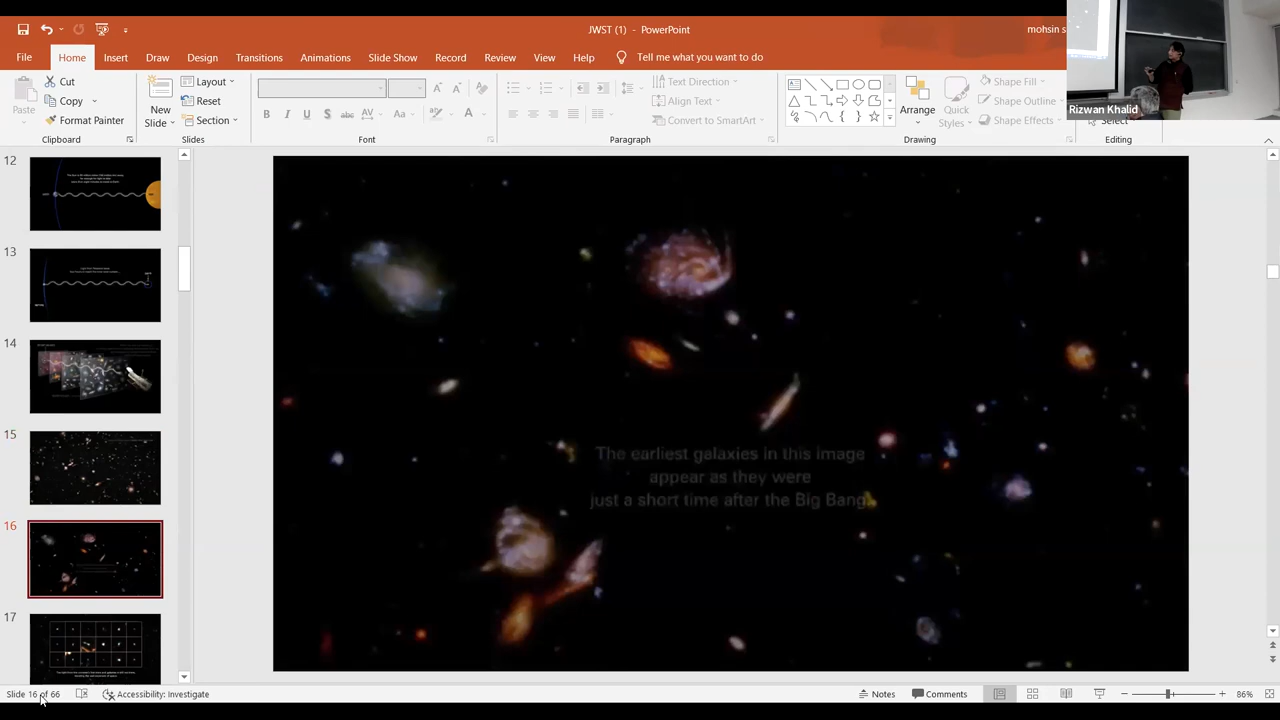 JWST (1) - PowerPoint
mohsin s
File
Home
Insert
Draw
Design
Transitions
Animations
Slide Show
Record
Review
View
Help
Tell me what you want to do
Paste
Cut
Copy
Format Painter
Clipboard
New
Slide
Layout
Reset
Section
Slides
Font
Text Direction
Align Text
Convert to SmartArt
Paragraph
Arrange
Quick
Styles
Shape Fill
Shape Outline
Shape Effects
Drawing
Select
Editing
Rizwan Khalid
12
13
14
15
16
17
The earliest galaxies in this image
appear as they were
just a short time after the Big Bang
Slide 16 of 66
Accessibility: Investigate
Notes
Comments
86%